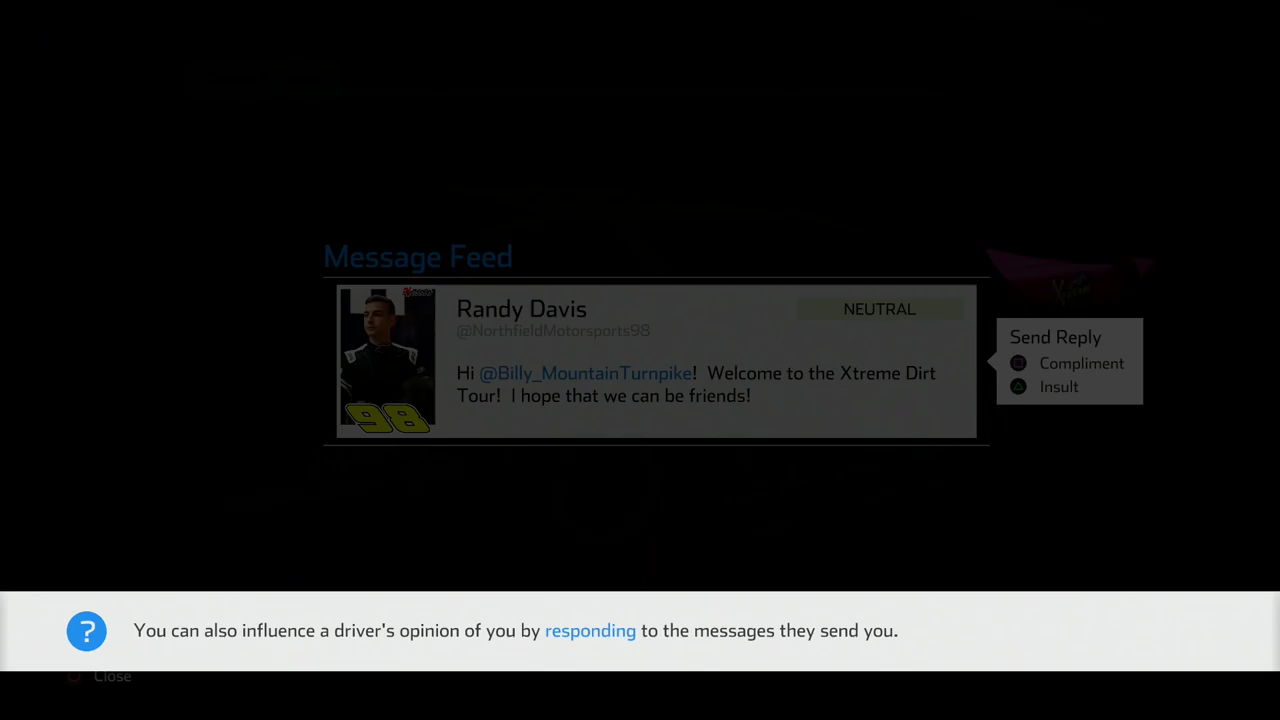 Message Feed
Randy Davis
NEUTRAL
@NorthfieldMotorsports98
Hi @Billy_MountainTurnpike! Welcome to the Xtreme Dirt
Tour! I hope that we can be friends!
98
Send Reply
Compliment
Insult
? You can also influence a driver's opinion of you by responding to the messages they send you.
Close